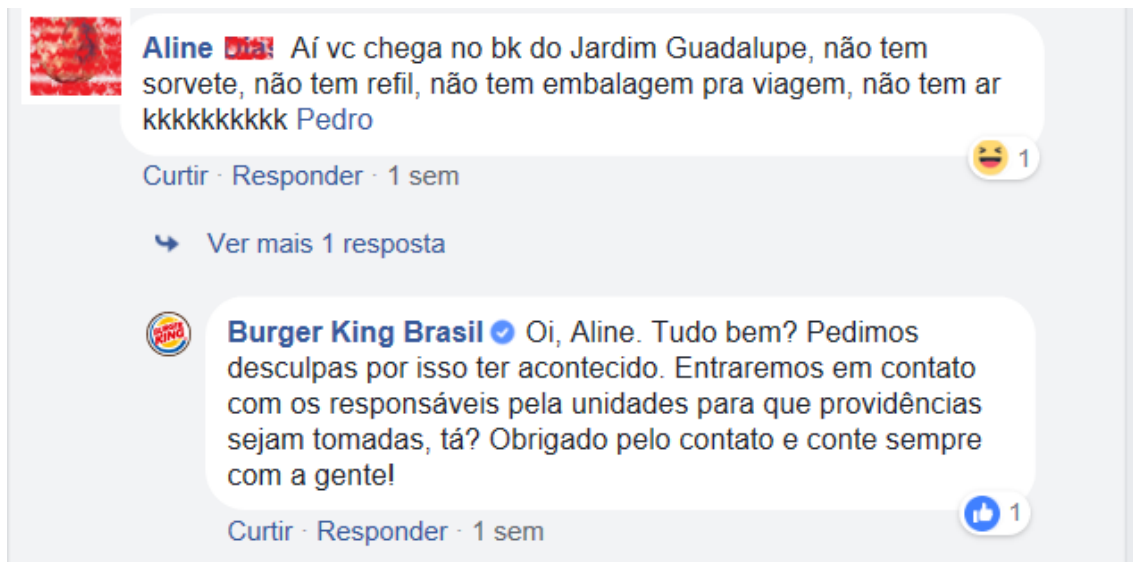 Aline Aí vc chega no bk do Jardim Guadalupe, não tem
sorvete, não tem refil, não tem embalagem pra viagem, não tem ar
kkkkkkkkkk Pedro
1
Curtir · Responder · 1 sem
Ver mais 1 resposta
BURGER
KING
Burger King Brasil Oi, Aline. Tudo bem? Pedimos
desculpas por isso ter acontecido. Entraremos em contato
com os responsáveis pela unidades para que providências
sejam tomadas, tá? Obrigado pelo contato e conte sempre
com a gente!
1
Curtir · Responder · 1 sem